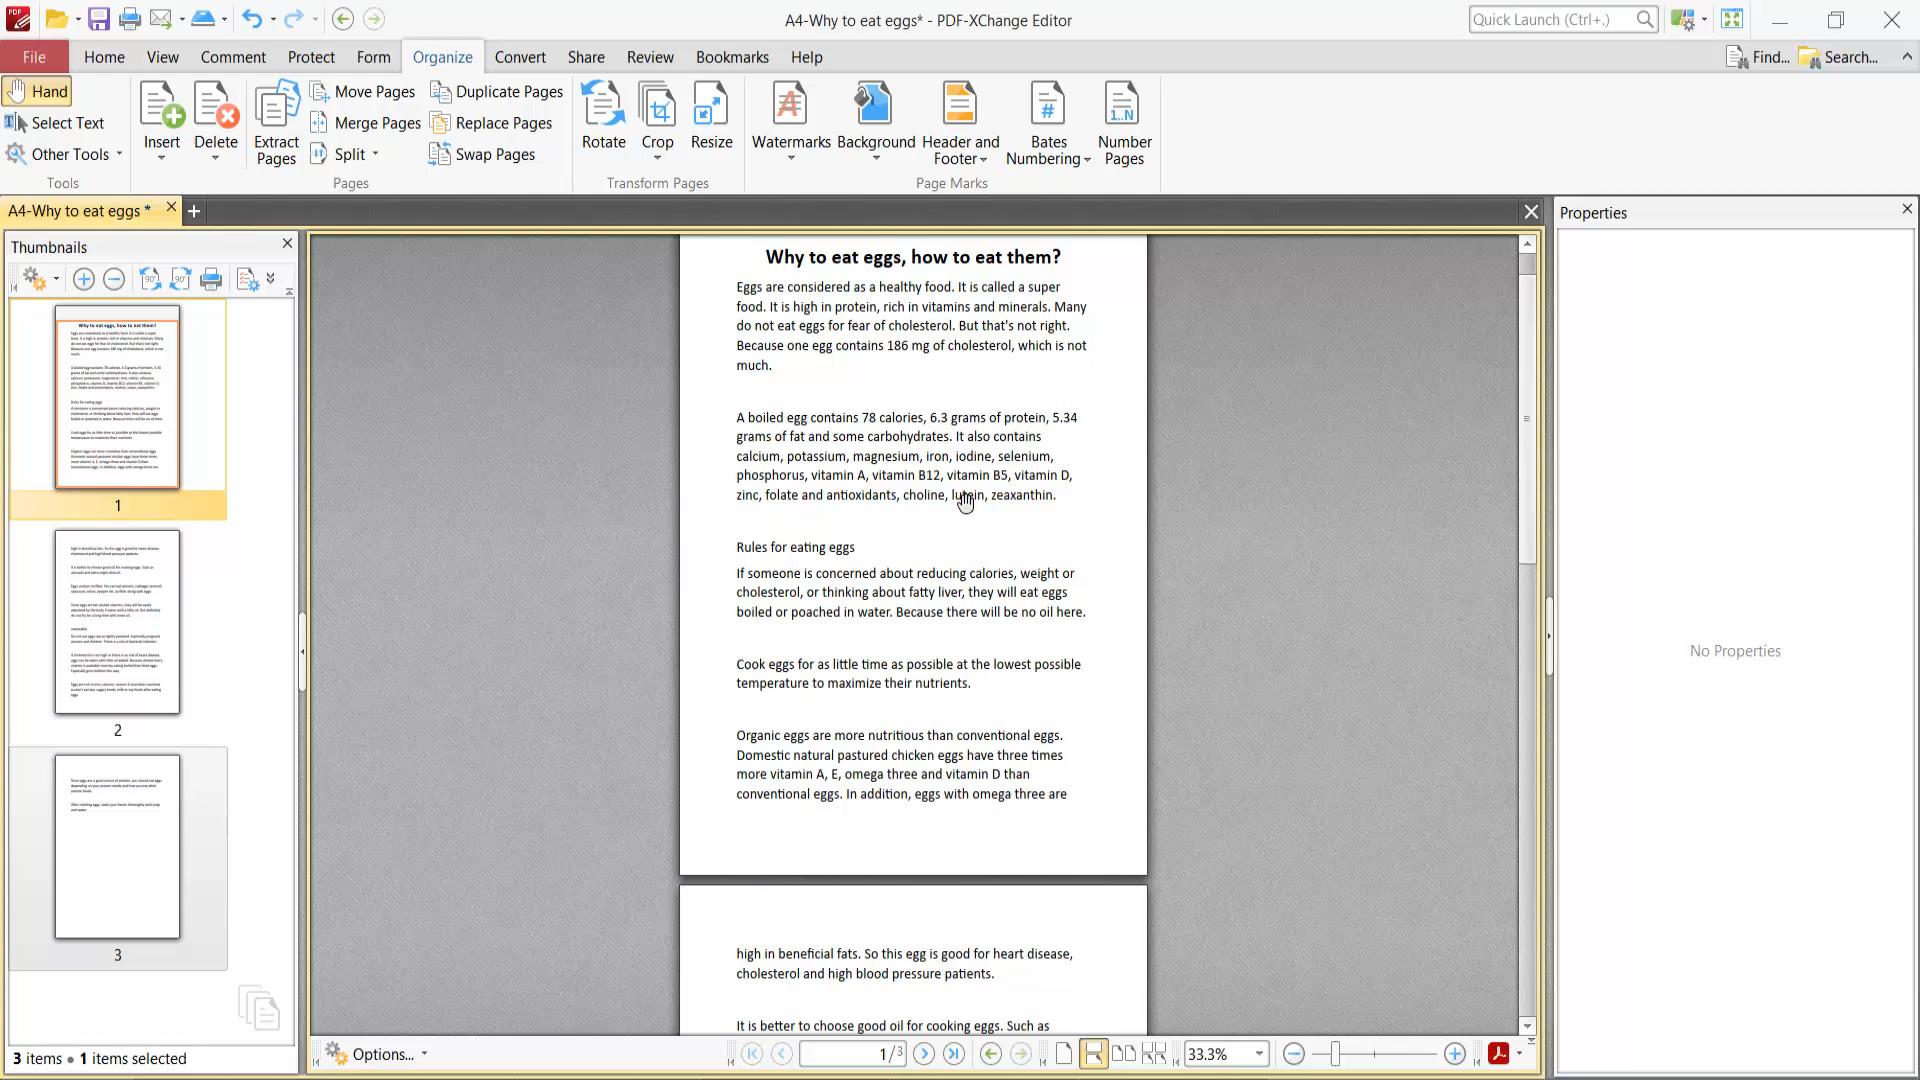 A4-Why to eat eggs* - PDF-XChange Editor
Quick Launch (Ctrl+.)
File Home View Comment Protect Form Organize Convert Share Review Bookmarks Help
Find... Search...
Hand
Select Text
Other Tools
Tools
Insert
Delete
Extract Pages
Move Pages
Merge Pages
Split
Duplicate Pages
Replace Pages
Swap Pages
Pages
Rotate
Crop
Resize
Transform Pages
Watermarks
Background
Header and Footer
Bates Numbering
Number Pages
Page Marks
A4-Why to eat eggs *
Properties
Thumbnails
1
2
3
3 items • 1 items selected
Why to eat eggs, how to eat them?
Eggs are considered as a healthy food. It is called a super
food. It is high in protein, rich in vitamins and minerals. Many
do not eat eggs for fear of cholesterol. But that's not right.
Because one egg contains 186 mg of cholesterol, which is not
much.
A boiled egg contains 78 calories, 6.3 grams of protein, 5.34
grams of fat and some carbohydrates. It also contains
calcium, potassium, magnesium, iron, iodine, selenium,
phosphorus, vitamin A, vitamin B12, vitamin B5, vitamin D,
zinc, folate and antioxidants, choline, lutein, zeaxanthin.
Rules for eating eggs
If someone is concerned about reducing calories, weight or
cholesterol, or thinking about fatty liver, they will eat eggs
boiled or poached in water. Because there will be no oil here.
Cook eggs for as little time as possible at the lowest possible
temperature to maximize their nutrients.
Organic eggs are more nutritious than conventional eggs.
Domestic natural pastured chicken eggs have three times
more vitamin A, E, omega three and vitamin D than
conventional eggs. In addition, eggs with omega three are
high in beneficial fats. So this egg is good for heart disease,
cholesterol and high blood pressure patients.
It is better to choose good oil for cooking eggs. Such as
No Properties
Options...
1 / 3
33.3%